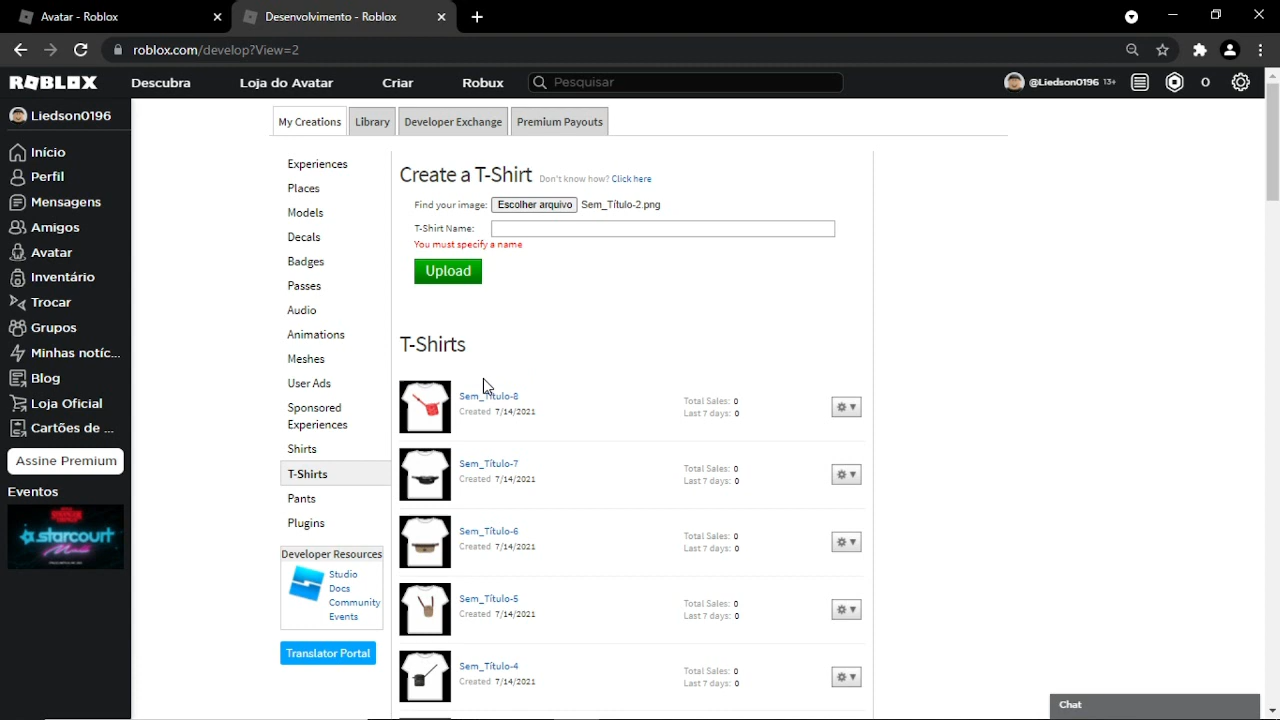 Avatar - Roblox
Desenvolvimento - Roblox
roblox.com/develop?View=2
ROBLOX
Descubra
Loja do Avatar
Criar
Robux
Pesquisar
@Liedson0196 13+
0
Liedson0196
Início
Perfil
Mensagens
Amigos
Avatar
Inventário
Trocar
Grupos
Minhas notíc...
Blog
Loja Oficial
Cartões de ...
Assine Premium
Eventos
STRANGER THINGS
starcourt
My Creations
Library
Developer Exchange
Premium Payouts
Experiences
Places
Models
Decals
Badges
Passes
Audio
Animations
Meshes
User Ads
Sponsored
Experiences
Shirts
T-Shirts
Pants
Plugins
Developer Resources
Studio
Docs
Community
Events
Translator Portal
Create a T-Shirt Don't know how? Click here
Find your image: Escolher arquivo Sem_Título-2.png
T-Shirt Name:
You must specify a name
Upload
T-Shirts
Sem_Título-8
Created 7/14/2021
Total Sales: 0
Last 7 days: 0
Sem_Título-7
Created 7/14/2021
Total Sales: 0
Last 7 days: 0
Sem_Título-6
Created 7/14/2021
Total Sales: 0
Last 7 days: 0
Sem_Título-5
Created 7/14/2021
Total Sales: 0
Last 7 days: 0
Sem_Título-4
Created 7/14/2021
Total Sales: 0
Last 7 days: 0
Chat